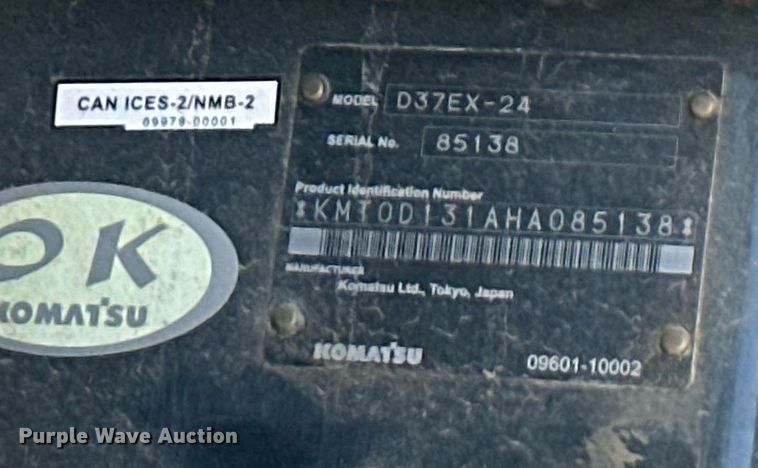 CAN ICES-2/NMB-2
09979-00001
MODEL D37EX-24
SERIAL No. 85138
Product Identification Number
*KMT0D131AHA085138*
MANUFACTURER
Komatsu Ltd., Tokyo, Japan
KOMATSU 09601-10002
OK
KOMATSU
Purple Wave Auction